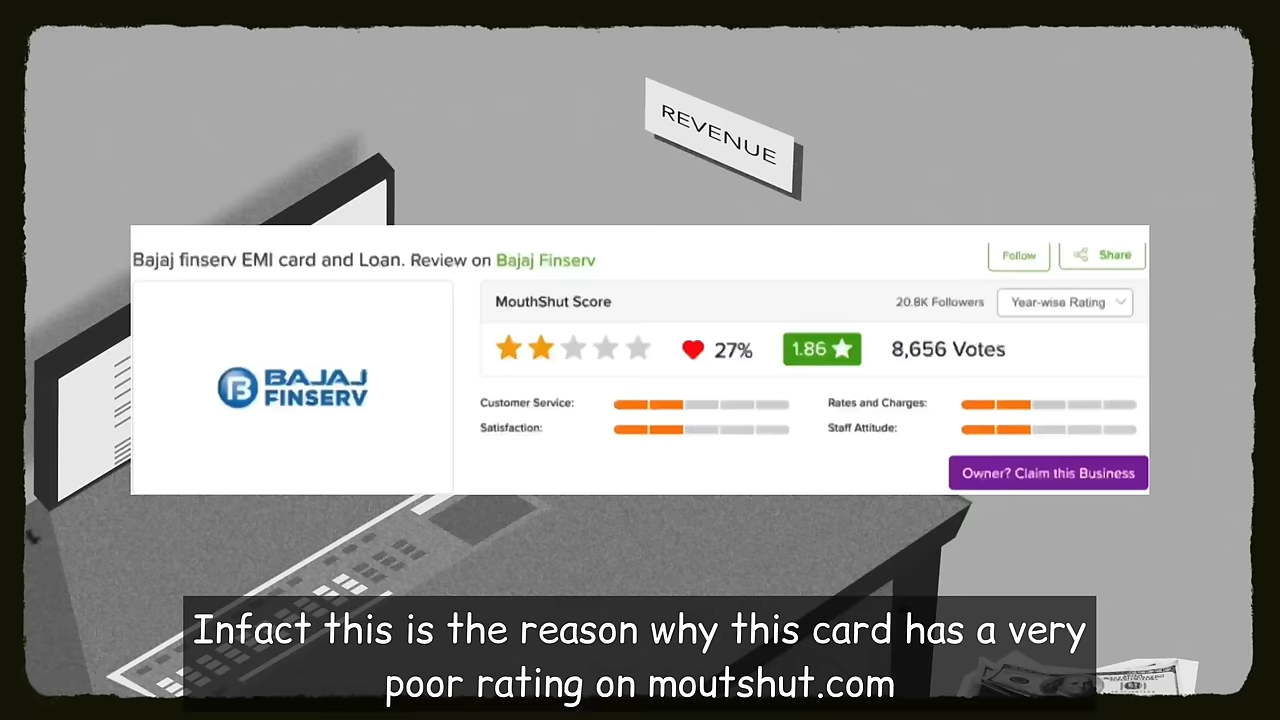 REVENUE
Bajaj finserv EMI card and Loan. Review on Bajaj Finserv
Follow
Share
MouthShut Score
20.8K Followers
Year-wise Rating
27%
1.86
8,656 Votes
BAJAJ
FINSERV
Customer Service:
Rates and Charges:
Satisfaction:
Staff Attitude:
Owner? Claim this Business
Infact this is the reason why this card has a very
poor rating on moutshut.com